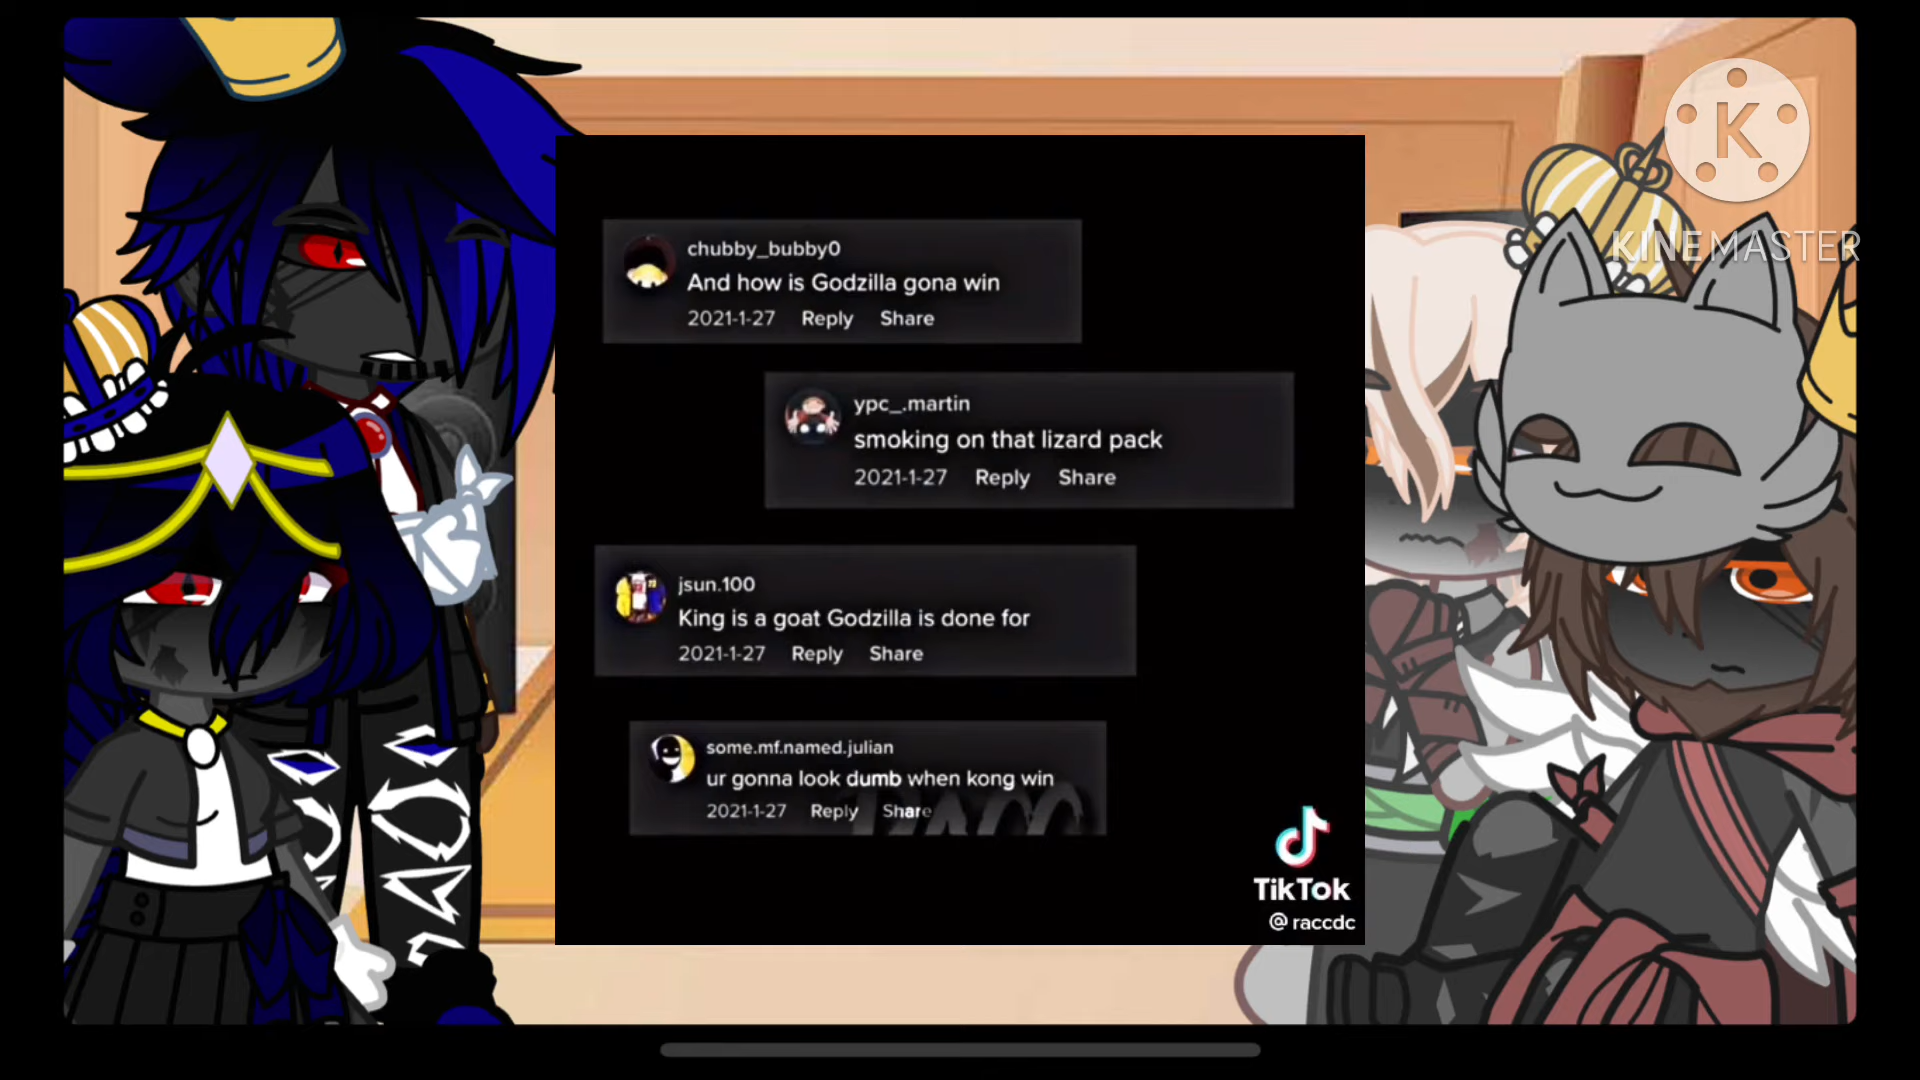 K
KINEMASTER
chubby_bubby0
And how is Godzilla gona win
2021-1-27 Reply Share
ypc_.martin
smoking on that lizard pack
2021-1-27 Reply Share
jsun.100
King is a goat Godzilla is done for
2021-1-27 Reply Share
some.mf.named.julian
ur gonna look dumb when kong win
2021-1-27 Reply Share
TikTok
@raccdc